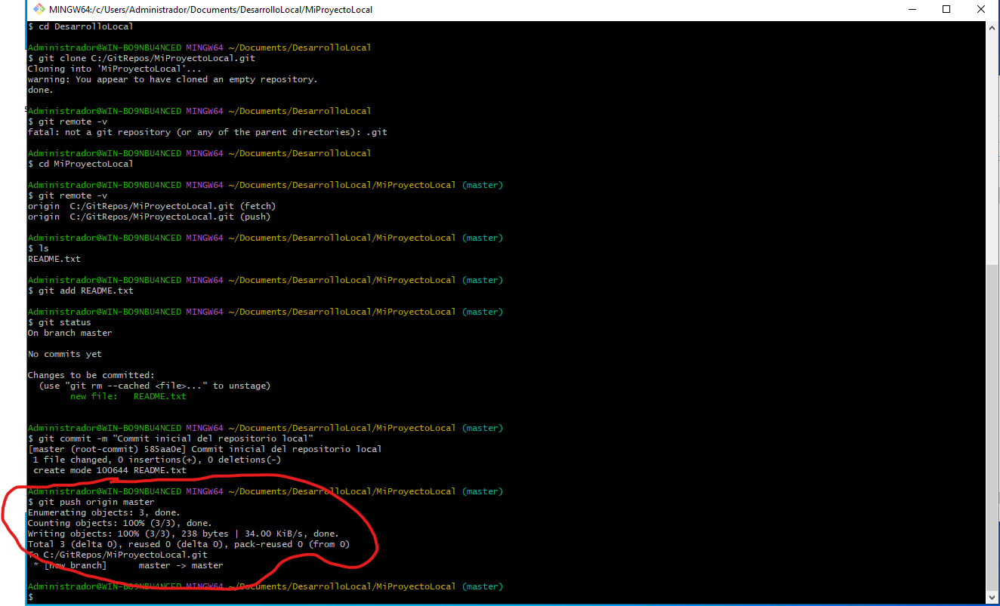 MINGW64:/c/Users/Administrador/Documents/DesarrolloLocal/MiProyectoLocal
$ cd DesarrolloLocal
Administrador@WIN-BO9NBU4NCED MINGW64 ~/Documents/DesarrolloLocal
$ git clone C:/GitRepos/MiProyectoLocal.git
Cloning into 'MiProyectoLocal'...
warning: You appear to have cloned an empty repository.
done.
Administrador@WIN-BO9NBU4NCED MINGW64 ~/Documents/DesarrolloLocal
$ git remote -v
fatal: not a git repository (or any of the parent directories): .git
Administrador@WIN-BO9NBU4NCED MINGW64 ~/Documents/DesarrolloLocal
$ cd MiProyectoLocal
Administrador@WIN-BO9NBU4NCED MINGW64 ~/Documents/DesarrolloLocal/MiProyectoLocal (master)
$ git remote -v
origin  C:/GitRepos/MiProyectoLocal.git (fetch)
origin  C:/GitRepos/MiProyectoLocal.git (push)
Administrador@WIN-BO9NBU4NCED MINGW64 ~/Documents/DesarrolloLocal/MiProyectoLocal (master)
$ ls
README.txt
Administrador@WIN-BO9NBU4NCED MINGW64 ~/Documents/DesarrolloLocal/MiProyectoLocal (master)
$ git add README.txt
Administrador@WIN-BO9NBU4NCED MINGW64 ~/Documents/DesarrolloLocal/MiProyectoLocal (master)
$ git status
On branch master
No commits yet
Changes to be committed:
  (use "git rm --cached <file>..." to unstage)
        new file:   README.txt
Administrador@WIN-BO9NBU4NCED MINGW64 ~/Documents/DesarrolloLocal/MiProyectoLocal (master)
$ git commit -m "Commit inicial del repositorio local"
[master (root-commit) 585aa0e] Commit inicial del repositorio local
 1 file changed, 0 insertions(+), 0 deletions(-)
 create mode 100644 README.txt
Administrador@WIN-BO9NBU4NCED MINGW64 ~/Documents/DesarrolloLocal/MiProyectoLocal (master)
$ git push origin master
Enumerating objects: 3, done.
Counting objects: 100% (3/3), done.
Writing objects: 100% (3/3), 238 bytes | 34.00 KiB/s, done.
Total 3 (delta 0), reused 0 (delta 0), pack-reused 0 (from 0)
To C:/GitRepos/MiProyectoLocal.git
 * [new branch]      master -> master
Administrador@WIN-BO9NBU4NCED MINGW64 ~/Documents/DesarrolloLocal/MiProyectoLocal (master)
$